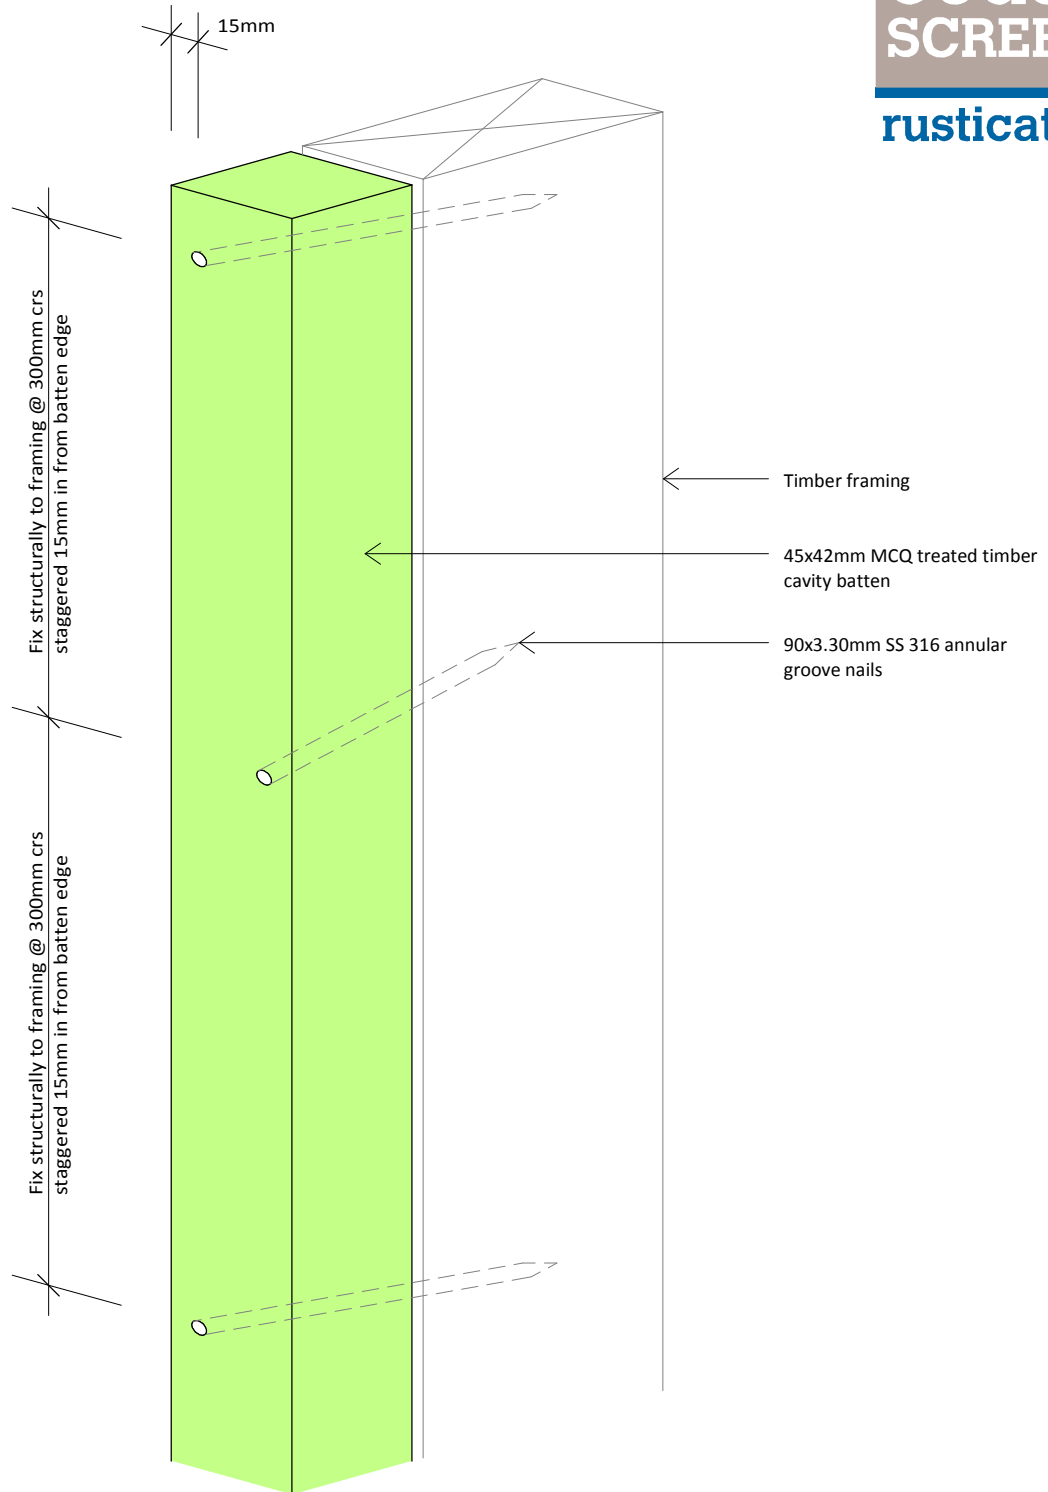 15mm
SCREE
rusticat
Fix structurally to framing @ 300mm crs
staggered 15mm in from batten edge
Timber framing
45x42mm MCQ treated timber
cavity batten
90x3.30mm SS 316 annular
groove nails
Fix structurally to framing @ 300mm crs
staggered 15mm in from batten edge